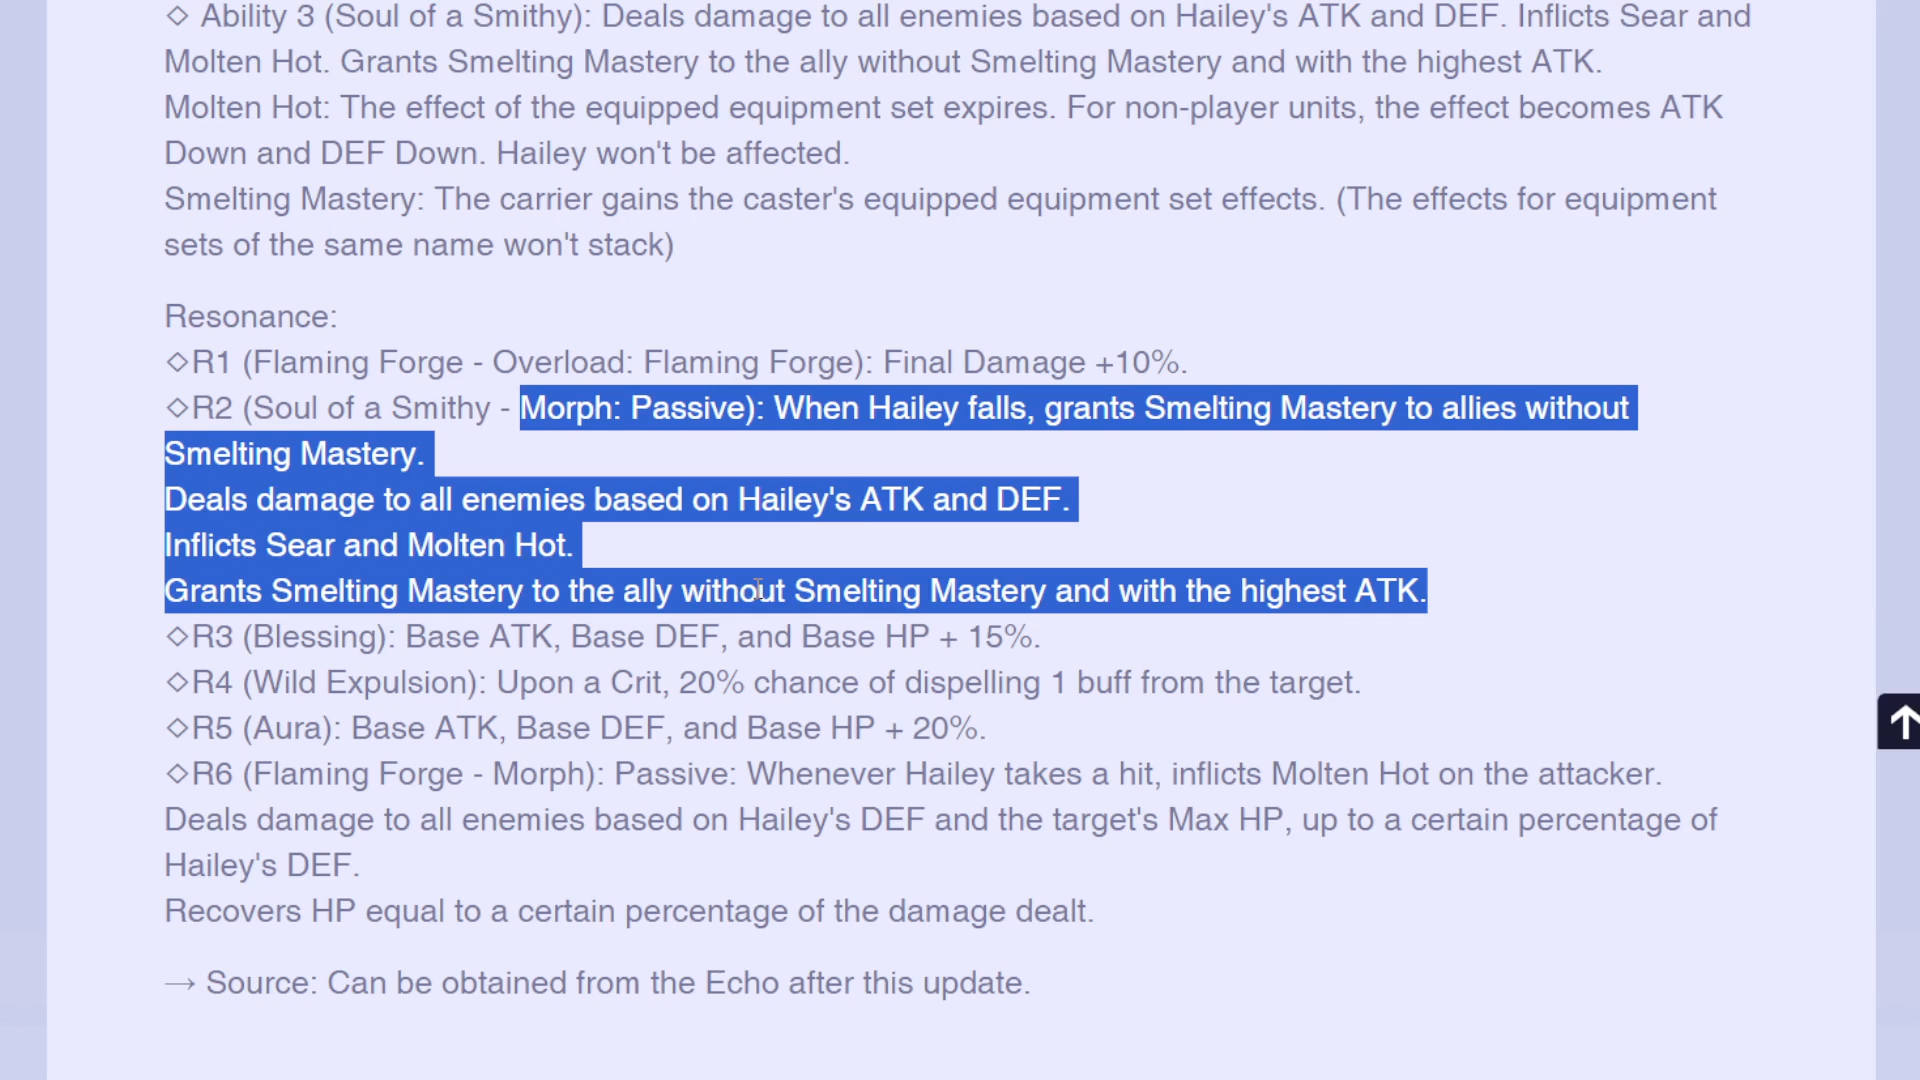 ◇ Ability 3 (Soul of a Smithy): Deals damage to all enemies based on Hailey's ATK and DEF. Inflicts Sear and
Molten Hot. Grants Smelting Mastery to the ally without Smelting Mastery and with the highest ATK.
Molten Hot: The effect of the equipped equipment set expires. For non-player units, the effect becomes ATK
Down and DEF Down. Hailey won't be affected.
Smelting Mastery: The carrier gains the caster's equipped equipment set effects. (The effects for equipment
sets of the same name won't stack)
Resonance:
◇R1 (Flaming Forge - Overload: Flaming Forge): Final Damage +10%.
◇R2 (Soul of a Smithy - Morph: Passive): When Hailey falls, grants Smelting Mastery to allies without
Smelting Mastery.
Deals damage to all enemies based on Hailey's ATK and DEF.
Inflicts Sear and Molten Hot.
Grants Smelting Mastery to the ally without Smelting Mastery and with the highest ATK.
◇R3 (Blessing): Base ATK, Base DEF, and Base HP + 15%.
◇R4 (Wild Expulsion): Upon a Crit, 20% chance of dispelling 1 buff from the target.
◇R5 (Aura): Base ATK, Base DEF, and Base HP + 20%.
◇R6 (Flaming Forge - Morph): Passive: Whenever Hailey takes a hit, inflicts Molten Hot on the attacker.
Deals damage to all enemies based on Hailey's DEF and the target's Max HP, up to a certain percentage of
Hailey's DEF.
Recovers HP equal to a certain percentage of the damage dealt.
→ Source: Can be obtained from the Echo after this update.